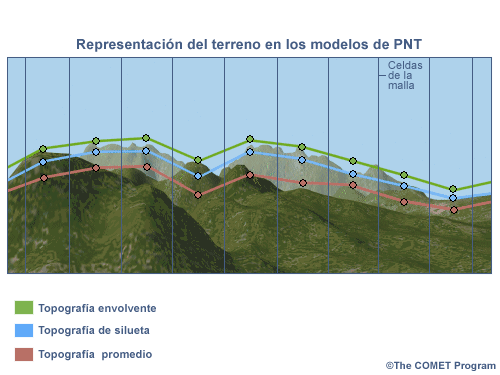 Representación del terreno en los modelos de PNT
Celdas
de la
malla
Topografía envolvente
Topografía de silueta
Topografía promedio
©The COMET Program